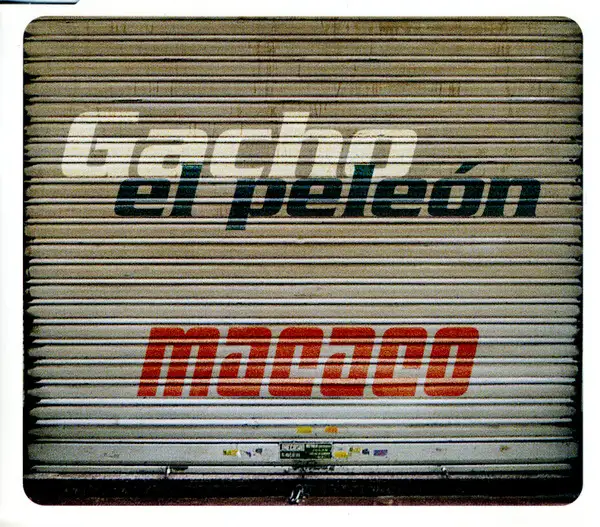 Gacho
el peleón
macaco